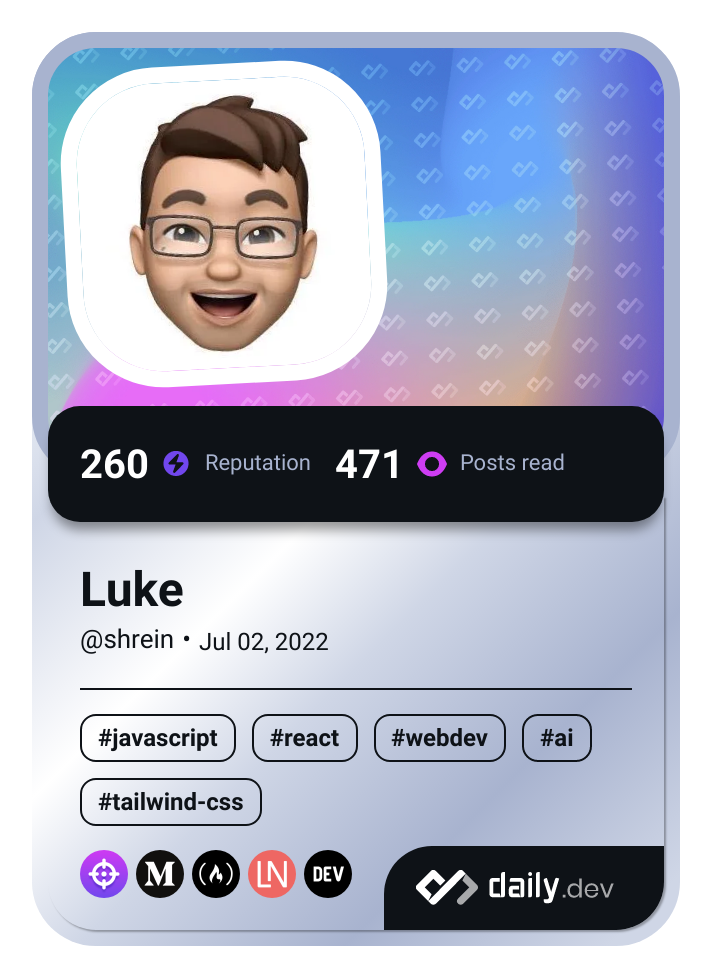 260 Reputation 471 Posts read
Luke
@shrein • Jul 02, 2022
#javascript #react #webdev #ai
#tailwind-css
M LN DEV daily.dev